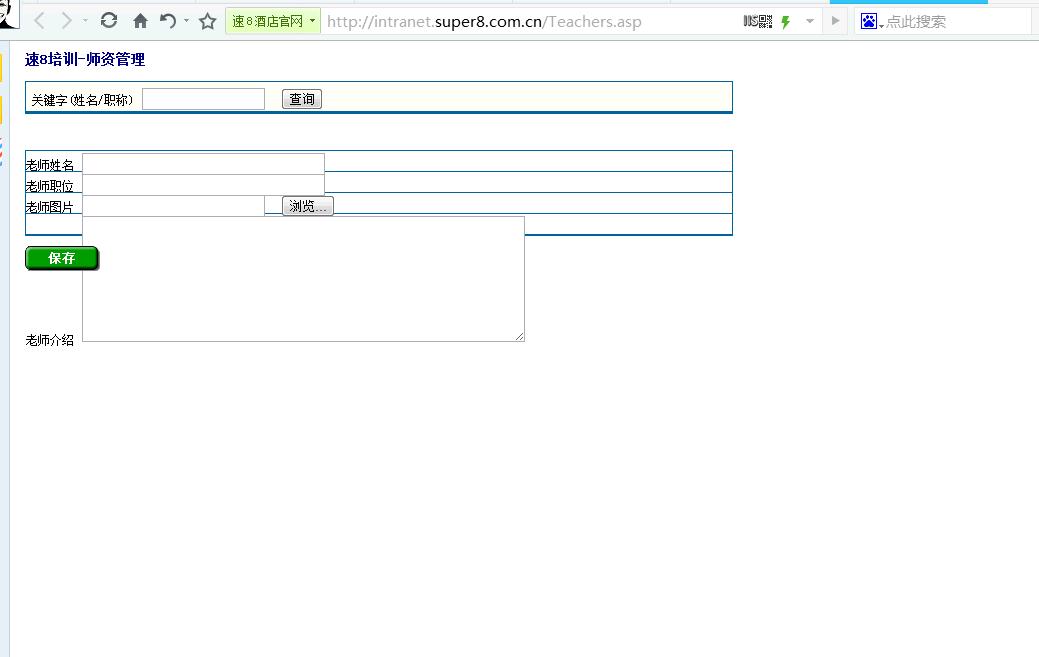 速8酒店官网 http://intranet.super8.com.cn/Teachers.asp 点此搜索
速8培训-师资管理
关键字(姓名/职称) 查询
老师姓名
老师职位
老师图片 浏览...
保存
老师介绍